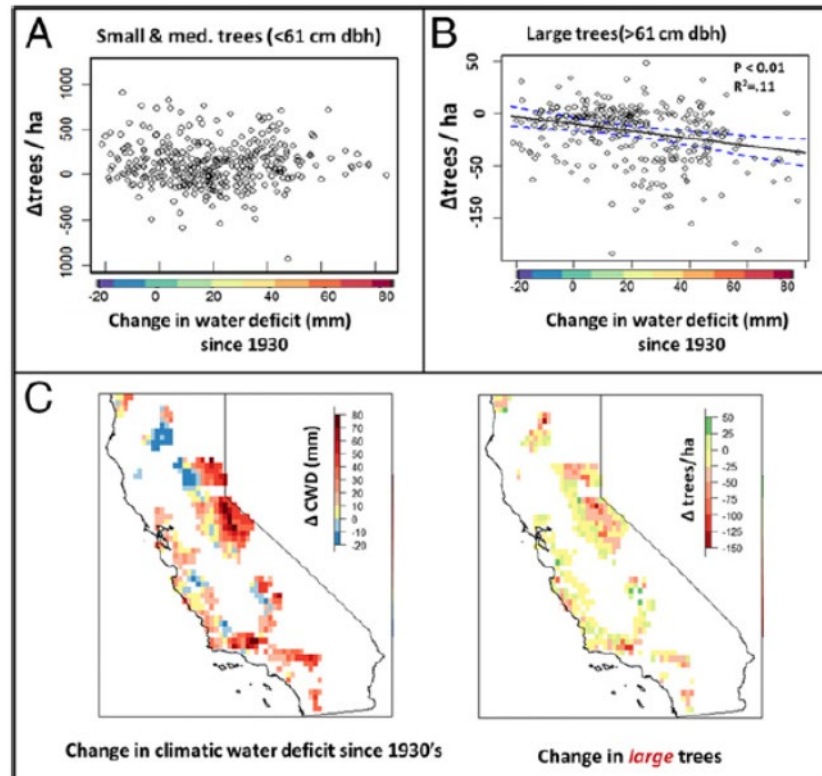 A
Small & med. trees (<61 cm dbh)
Δtrees / ha
1000
500
0
-500
1000
-20 0 20 40 60 80
Change in water deficit (mm)
since 1930
B
Large trees(>61 cm dbh)
P < 0.01
R²=.11
Δtrees / ha
50
0
-50
-150
-20 0 20 40 60 80
Change in water deficit (mm)
since 1930
C
Δ CWD (mm)
80
70
60
50
40
30
20
10
0
-10
-20
Change in climatic water deficit since 1930's
Δ trees/ha
50
25
0
-25
-50
-75
-100
-125
-150
Change in large trees